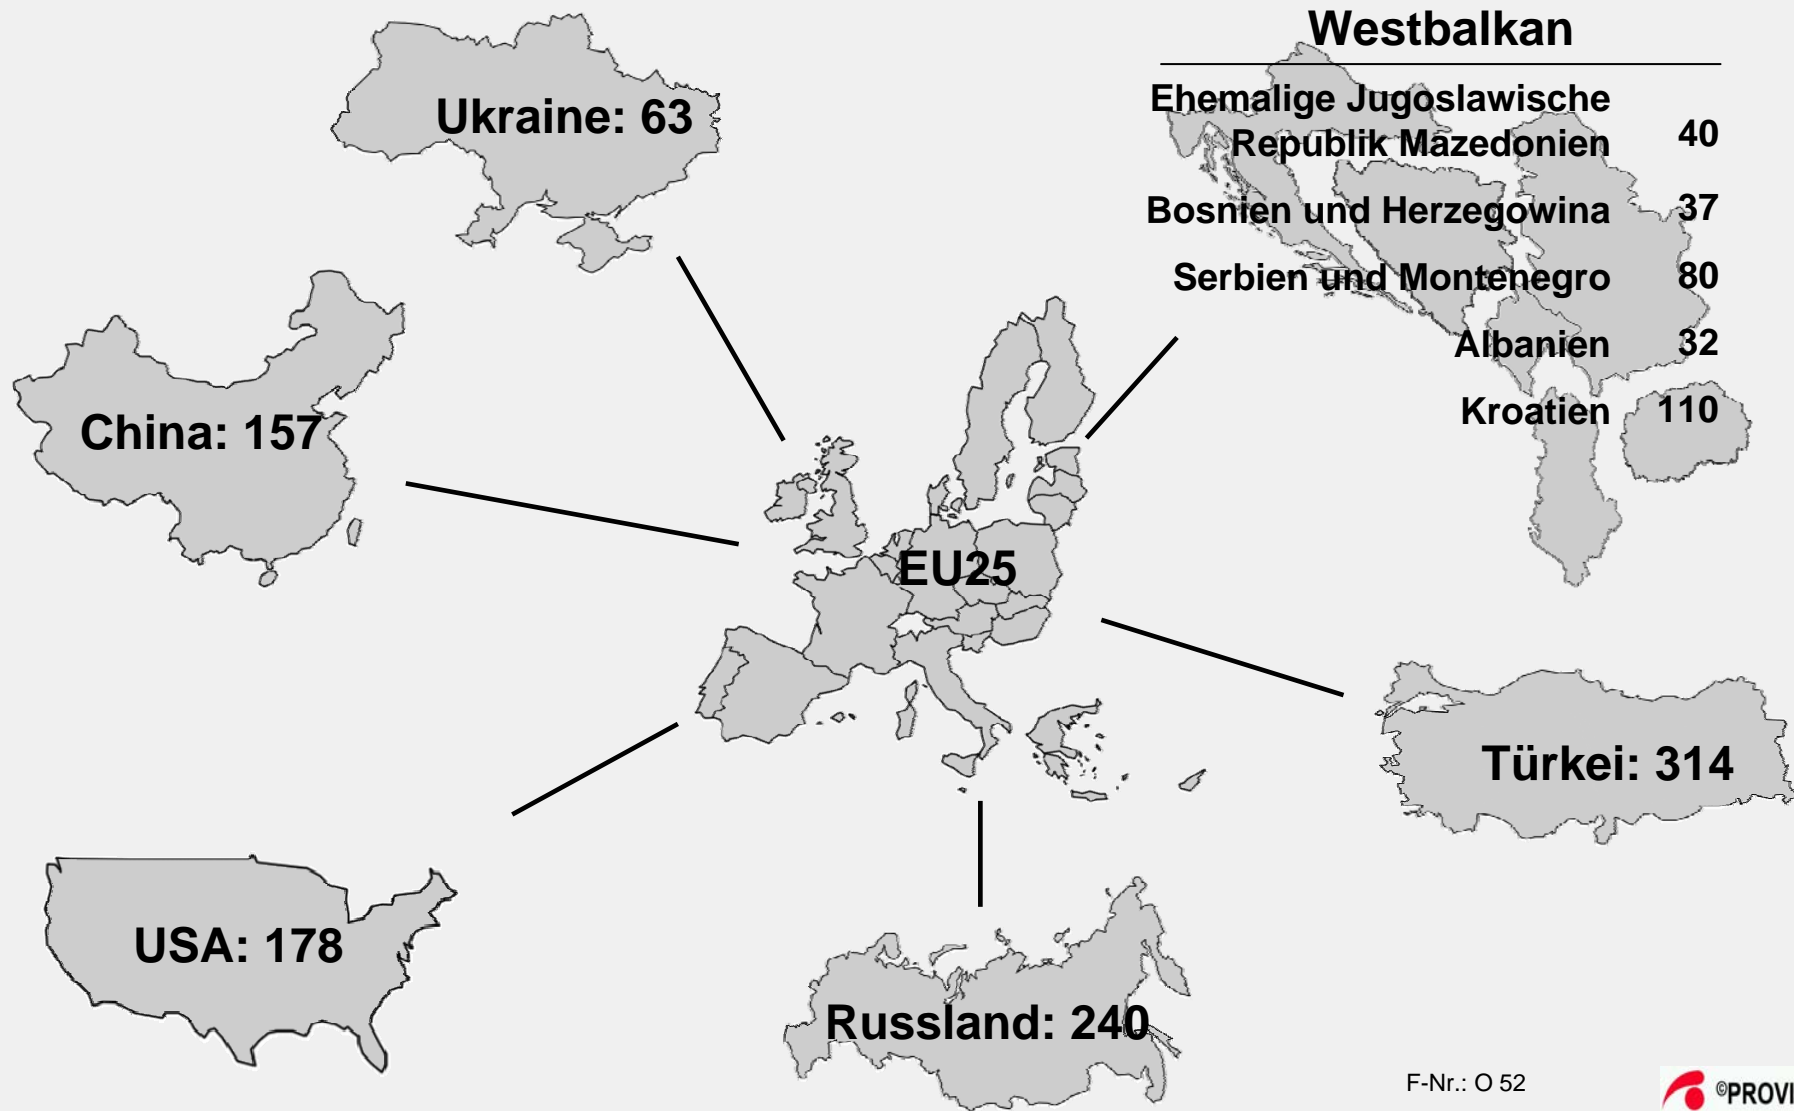 Westbalkan
Ehemalige Jugoslawische
Republik Mazedonien 40
Bosnien und Herzegowina 37
Serbien und Montenegro 80
Albanien 32
Kroatien 110
Ukraine: 63
China: 157
EU25
Türkei: 314
USA: 178
Russland: 240
F-Nr.: O 52
©PROVI